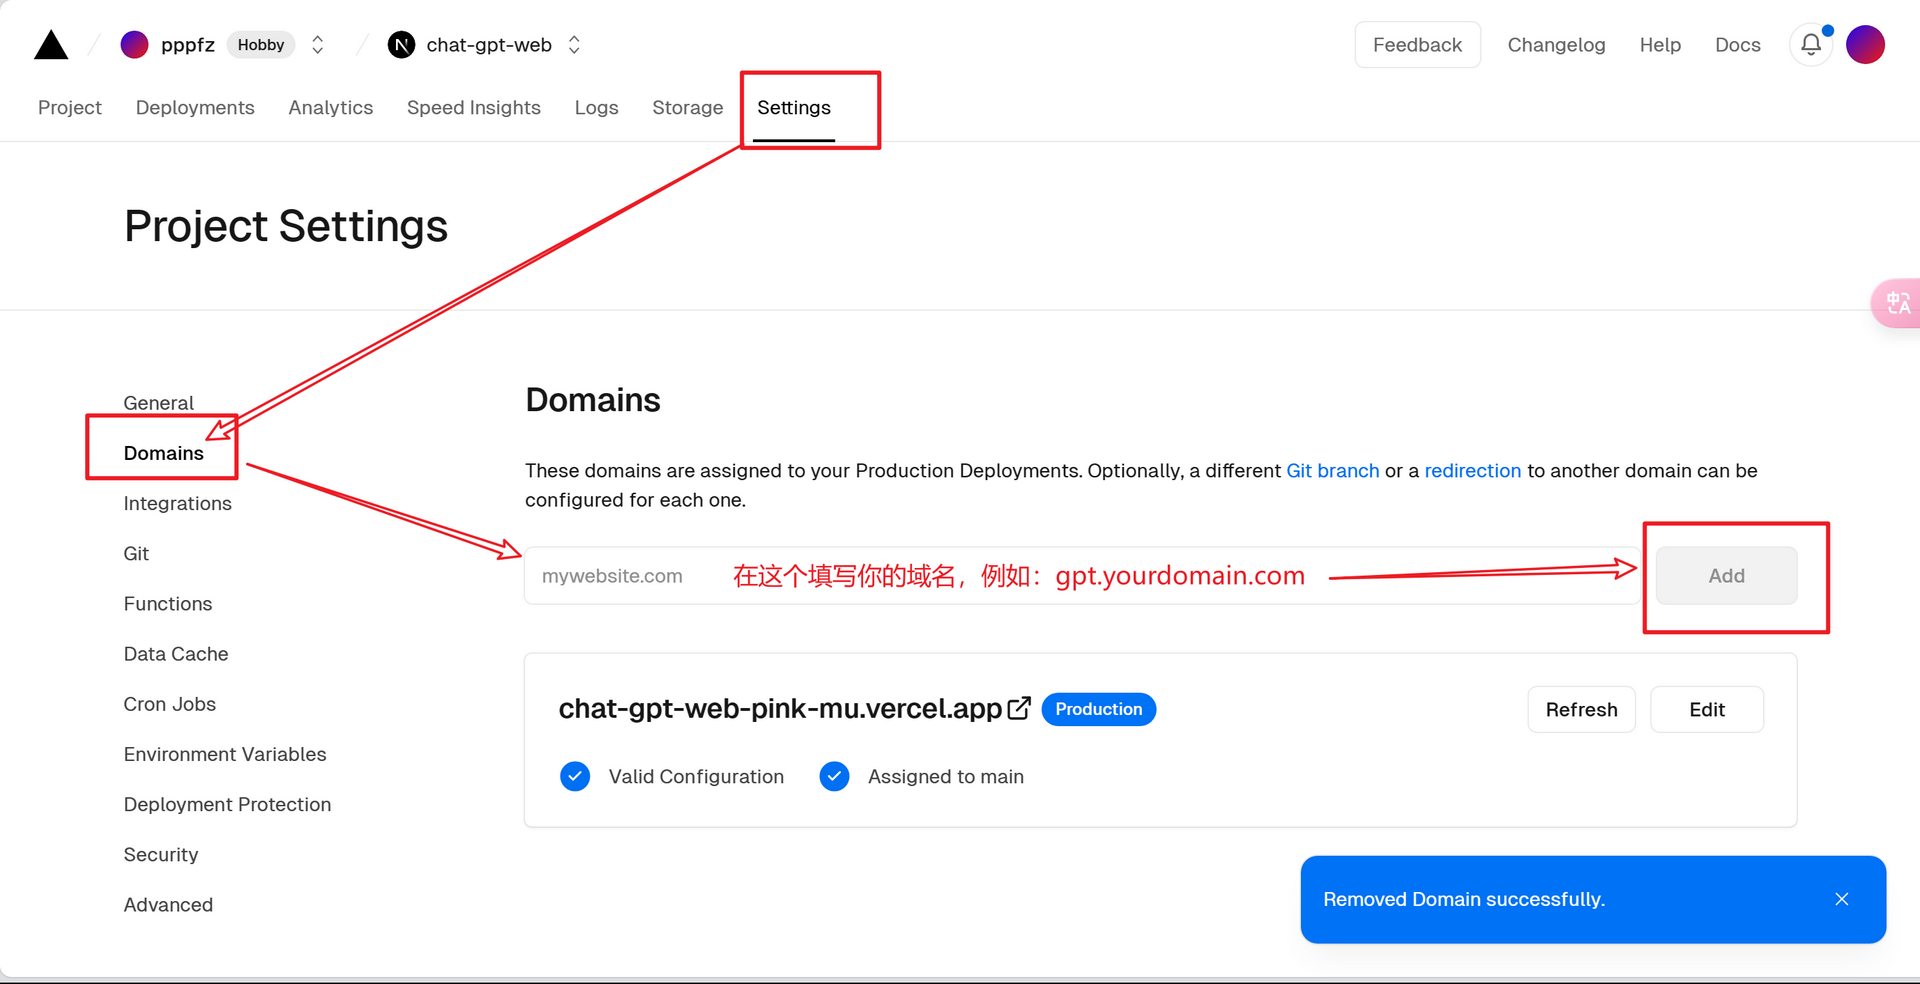 pppfz Hobby chat-gpt-web Feedback Changelog Help Docs
Project Deployments Analytics Speed Insights Logs Storage Settings
Project Settings
中A
General
Domains
Integrations
Git
Functions
Data Cache
Cron Jobs
Environment Variables
Deployment Protection
Security
Advanced
Domains
These domains are assigned to your Production Deployments. Optionally, a different Git branch or a redirection to another domain can be
configured for each one.
mywebsite.com 在这个填写你的域名，例如：gpt.yourdomain.com Add
chat-gpt-web-pink-mu.vercel.app Production Refresh Edit
Valid Configuration Assigned to main
Removed Domain successfully.